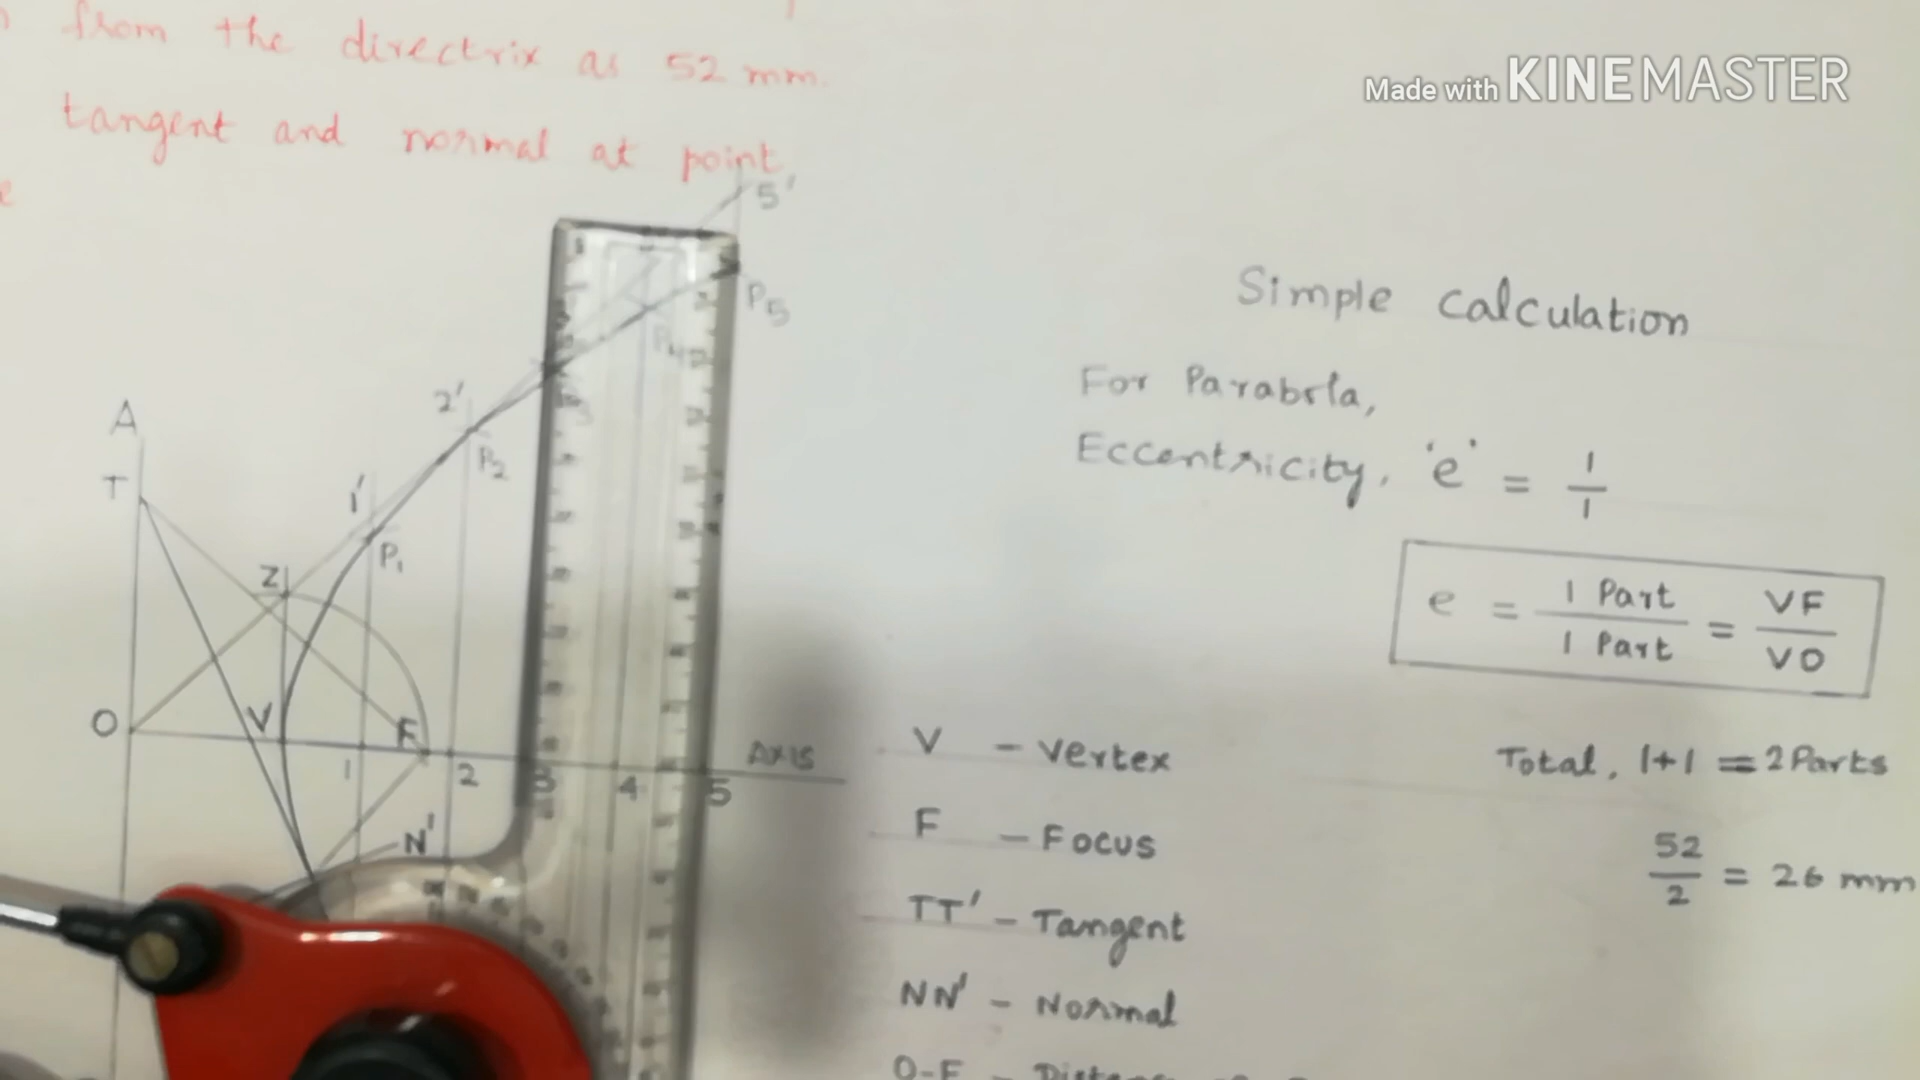 from the directrix as 52 mm.
tangent and normal at point
Made with KINEMASTER
5'
P5
P4
A
T
2'
P2
1'
P1
Z
O
V
F
1
2
3
4
5
AXIS
N'
Simple Calculation
For Parabola,
Eccentricity, 'e' = 1/1
e = 1 Part / 1 Part = VF / VO
Total, 1+1 = 2 Parts
52/2 = 26 mm
V - Vertex
F - Focus
TT' - Tangent
NN' - Normal
O-F -